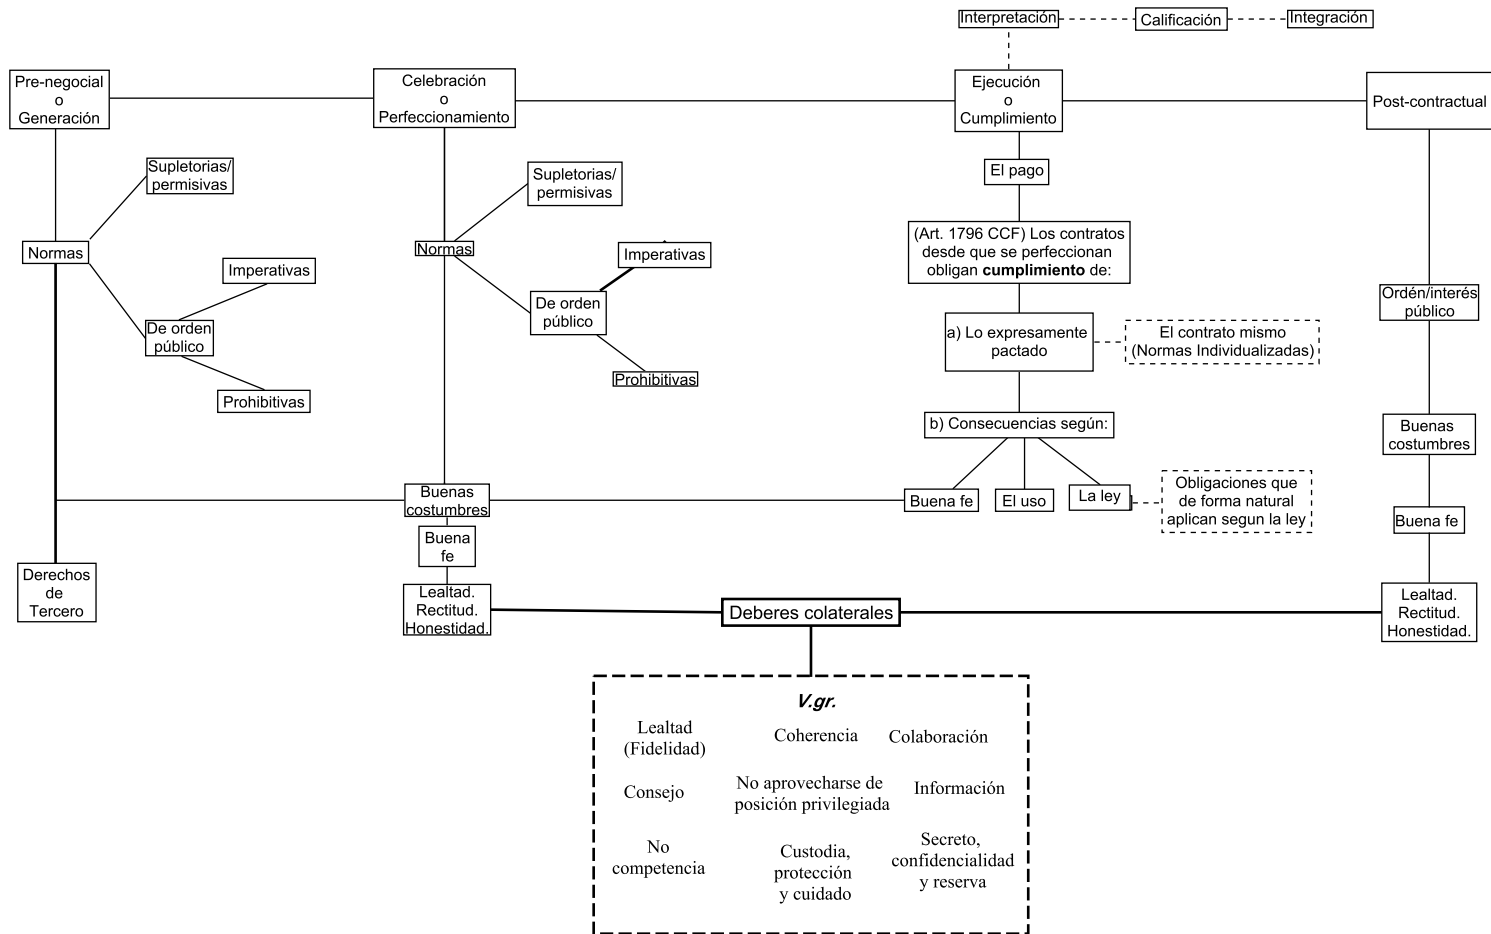 Interpretación
Calificación
Integración
Pre-negocial
o
Generación
Celebración
o
Perfeccionamiento
Ejecución
o
Cumplimiento
Post-contractual
Supletorias/
permisivas
Normas
Imperativas
De orden
público
Prohibitivas
Derechos
de
Tercero
Supletorias/
permisivas
Normas
Imperativas
De orden
público
Prohibitivas
Buenas
costumbres
Buena
fe
Lealtad.
Rectitud.
Honestidad.
El pago
(Art. 1796 CCF) Los contratos
desde que se perfeccionan
obligan cumplimiento de:
a) Lo expresamente
pactado
El contrato mismo
(Normas Individualizadas)
b) Consecuencias según:
Buena fe
El uso
La ley
Obligaciones que
de forma natural
aplican segun la ley
Ordén/interés
público
Buenas
costumbres
Buena fe
Lealtad.
Rectitud.
Honestidad.
Deberes colaterales
V.gr.
Lealtad
(Fidelidad)
Coherencia
Colaboración
Consejo
No aprovecharse de
posición privilegiada
Información
No
competencia
Custodia,
protección
y cuidado
Secreto,
confidencialidad
y reserva